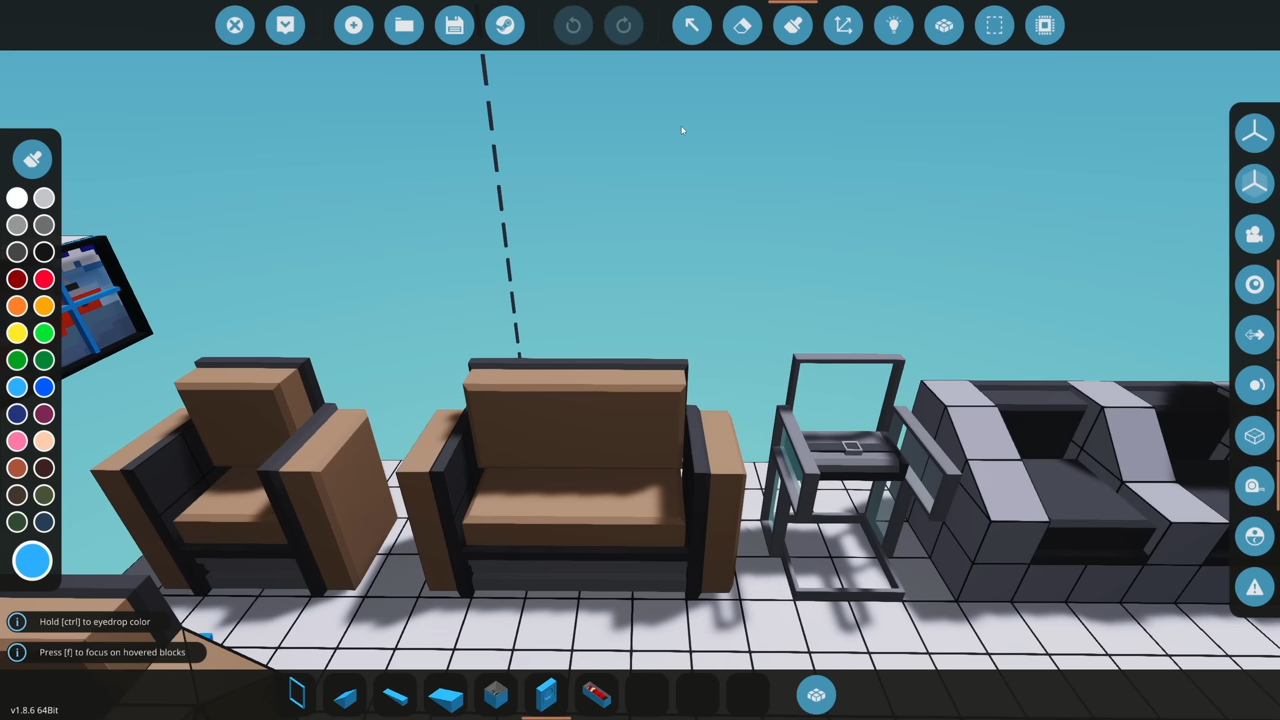 Hold [ctrl] to eyedrop color
Press [f] to focus on hovered blocks
v1.8.6 64Bit